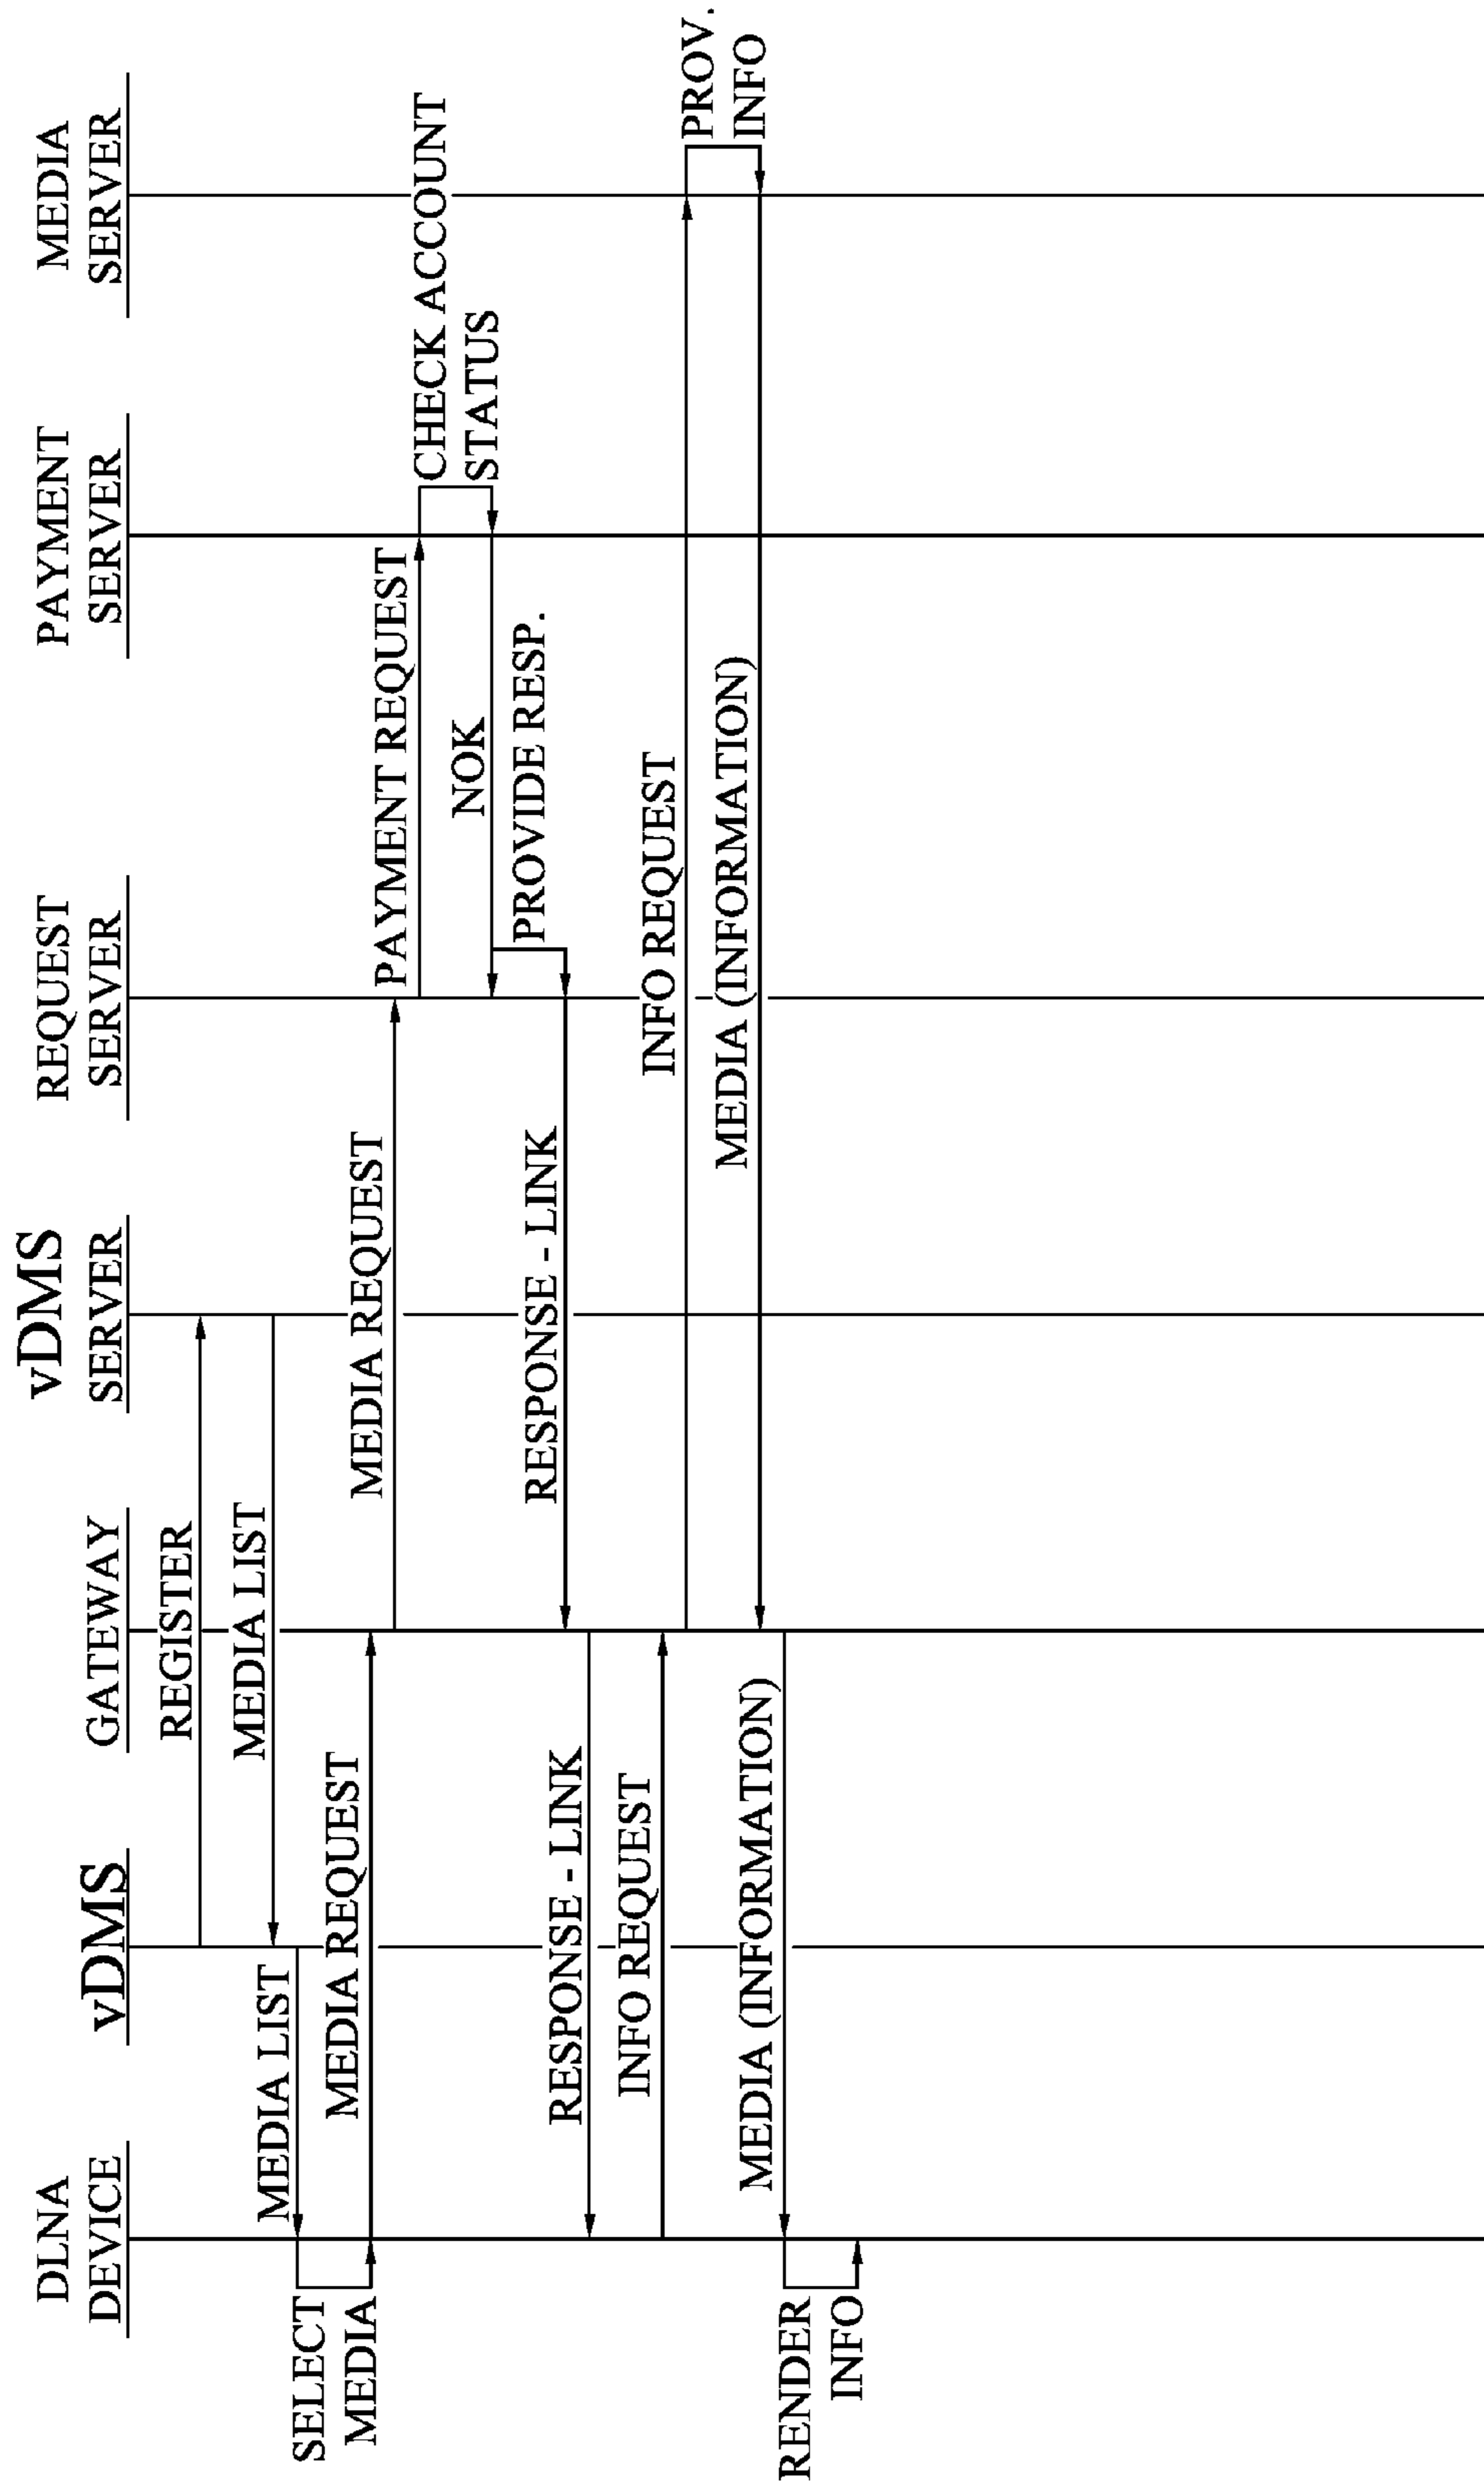 DLNA
DEVICE
vDMS
GATEWAY
vDMS
SERVER
REQUEST
SERVER
PAYMENT
SERVER
MEDIA
SERVER
REGISTER
MEDIA LIST
MEDIA LIST
SELECT
MEDIA
MEDIA REQUEST
MEDIA REQUEST
PAYMENT REQUEST
CHECK ACCOUNT
STATUS
NOK
PROVIDE RESP.
RESPONSE - LINK
RESPONSE - LINK
INFO REQUEST
INFO REQUEST
PROV.
INFO
MEDIA (INFORMATION)
MEDIA (INFORMATION)
RENDER
INFO